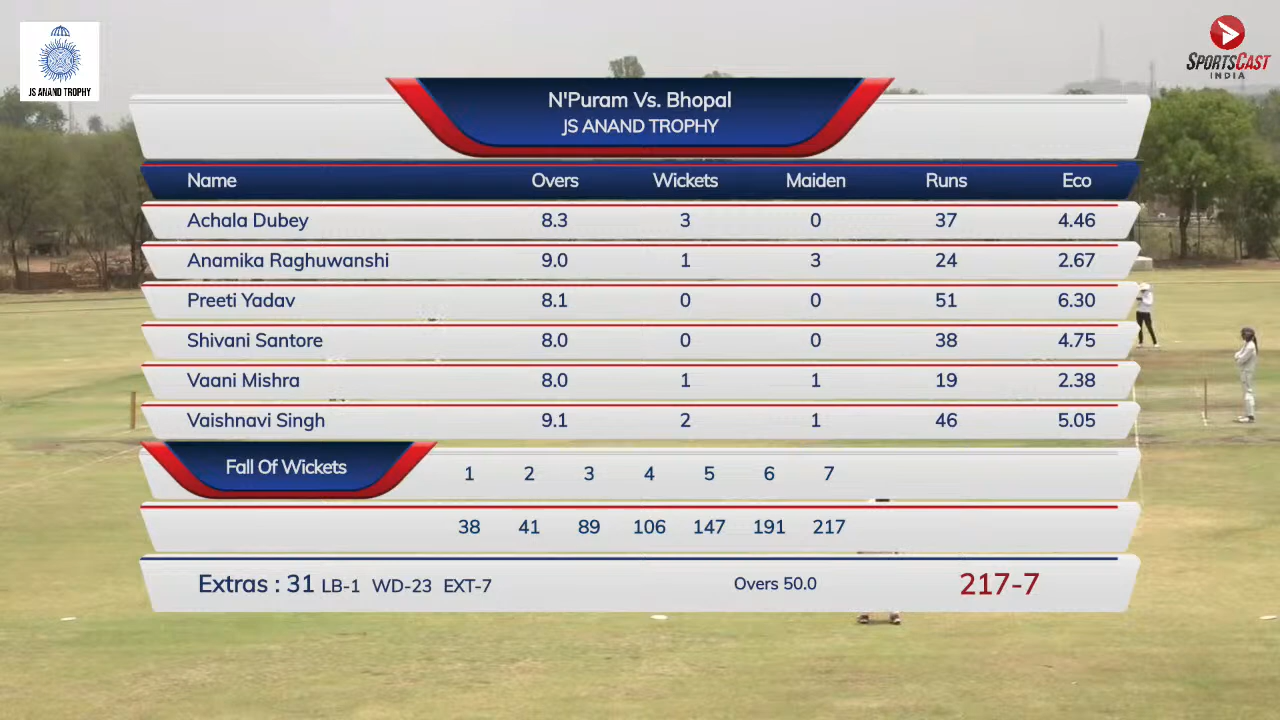 JS ANAND TROPHY
SPORTSCAST
INDIA
N'Puram Vs. Bhopal
JS ANAND TROPHY
Name Overs Wickets Maiden Runs Eco
Achala Dubey 8.3 3 0 37 4.46
Anamika Raghuwanshi 9.0 1 3 24 2.67
Preeti Yadav 8.1 0 0 51 6.30
Shivani Santore 8.0 0 0 38 4.75
Vaani Mishra 8.0 1 1 19 2.38
Vaishnavi Singh 9.1 2 1 46 5.05
Fall Of Wickets 1 2 3 4 5 6 7
38 41 89 106 147 191 217
Extras : 31 LB-1 WD-23 EXT-7 Overs 50.0 217-7